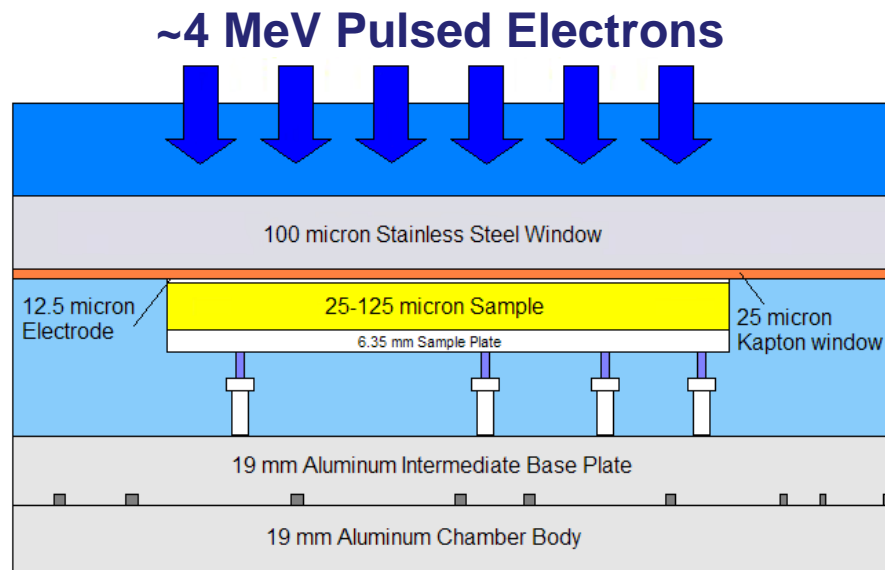 ~4 MeV Pulsed Electrons
100 micron Stainless Steel Window
12.5 micron
Electrode
25-125 micron Sample
25 micron
Kapton window
6.35 mm Sample Plate
19 mm Aluminum Intermediate Base Plate
19 mm Aluminum Chamber Body